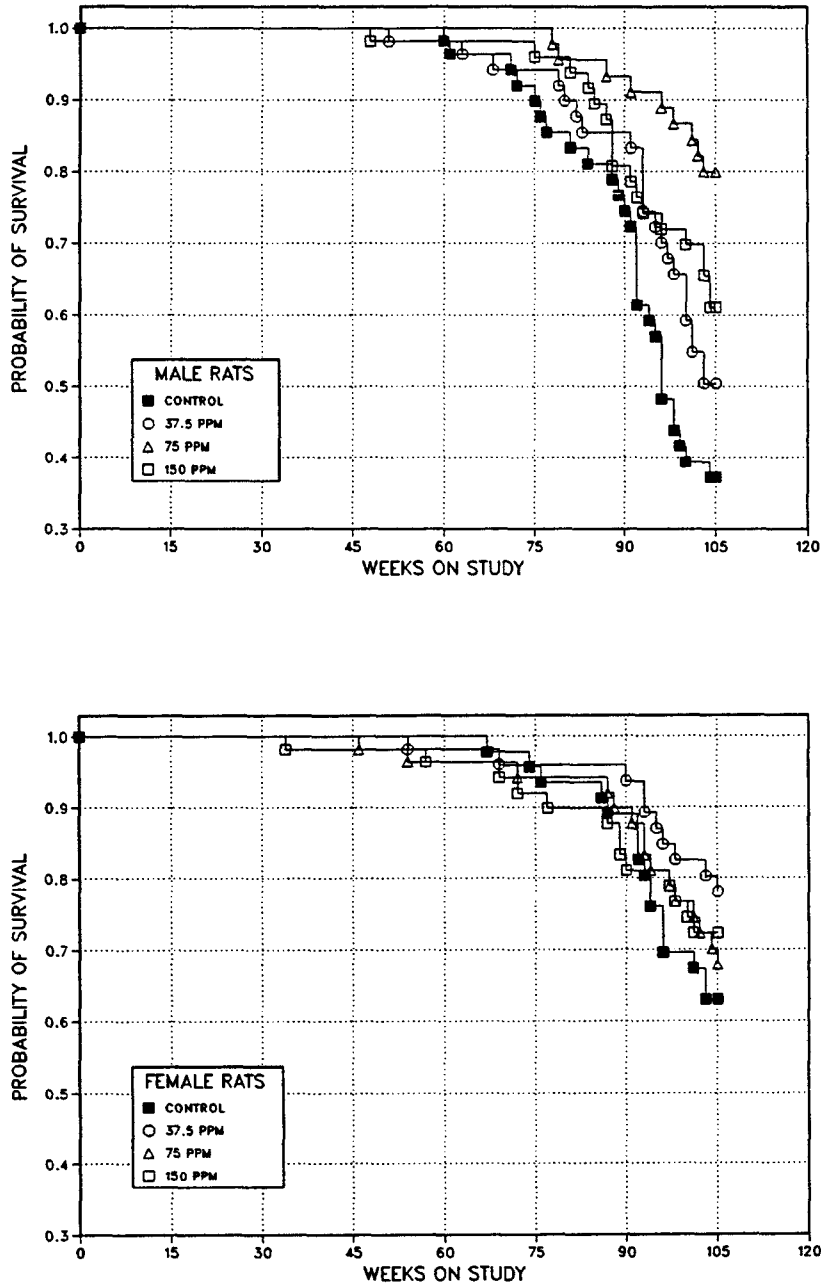 PROBABILITY OF SURVIVAL
1.0
0.9
0.8
0.7
0.6
0.5
0.4
0.3
MALE RATS
CONTROL
37.5 PPM
75 PPM
150 PPM
0 15 30 45 60 75 90 105 120
WEEKS ON STUDY
PROBABILITY OF SURVIVAL
1.0
0.9
0.8
0.7
0.6
0.5
0.4
0.3
FEMALE RATS
CONTROL
37.5 PPM
75 PPM
150 PPM
0 15 30 45 60 75 90 105 120
WEEKS ON STUDY